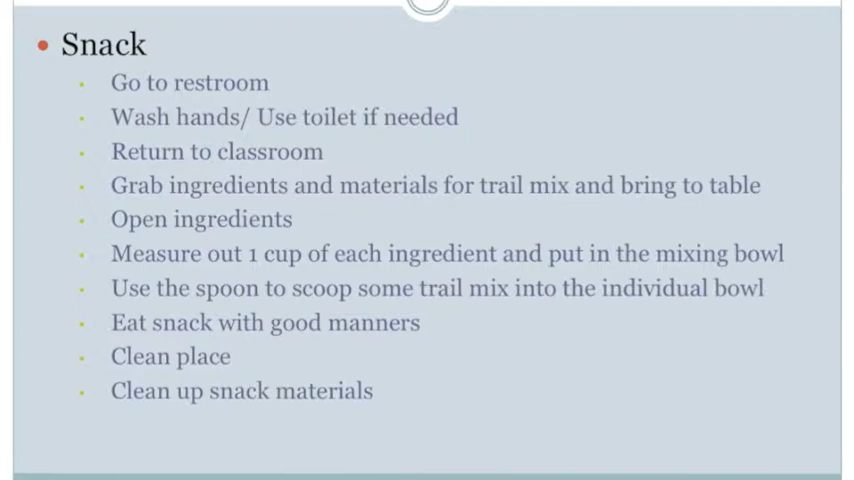 Snack
Go to restroom
Wash hands/ Use toilet if needed
Return to classroom
Grab ingredients and materials for trail mix and bring to table
Open ingredients
Measure out 1 cup of each ingredient and put in the mixing bowl
Use the spoon to scoop some trail mix into the individual bowl
Eat snack with good manners
Clean place
Clean up snack materials